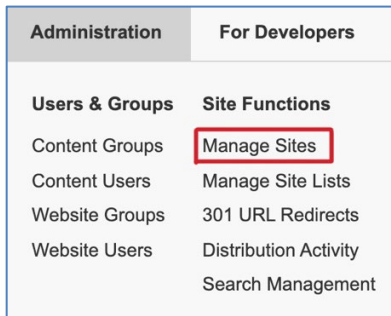 Administration
For Developers
Users & Groups
Content Groups
Content Users
Website Groups
Website Users
Site Functions
Manage Sites
Manage Site Lists
301 URL Redirects
Distribution Activity
Search Management